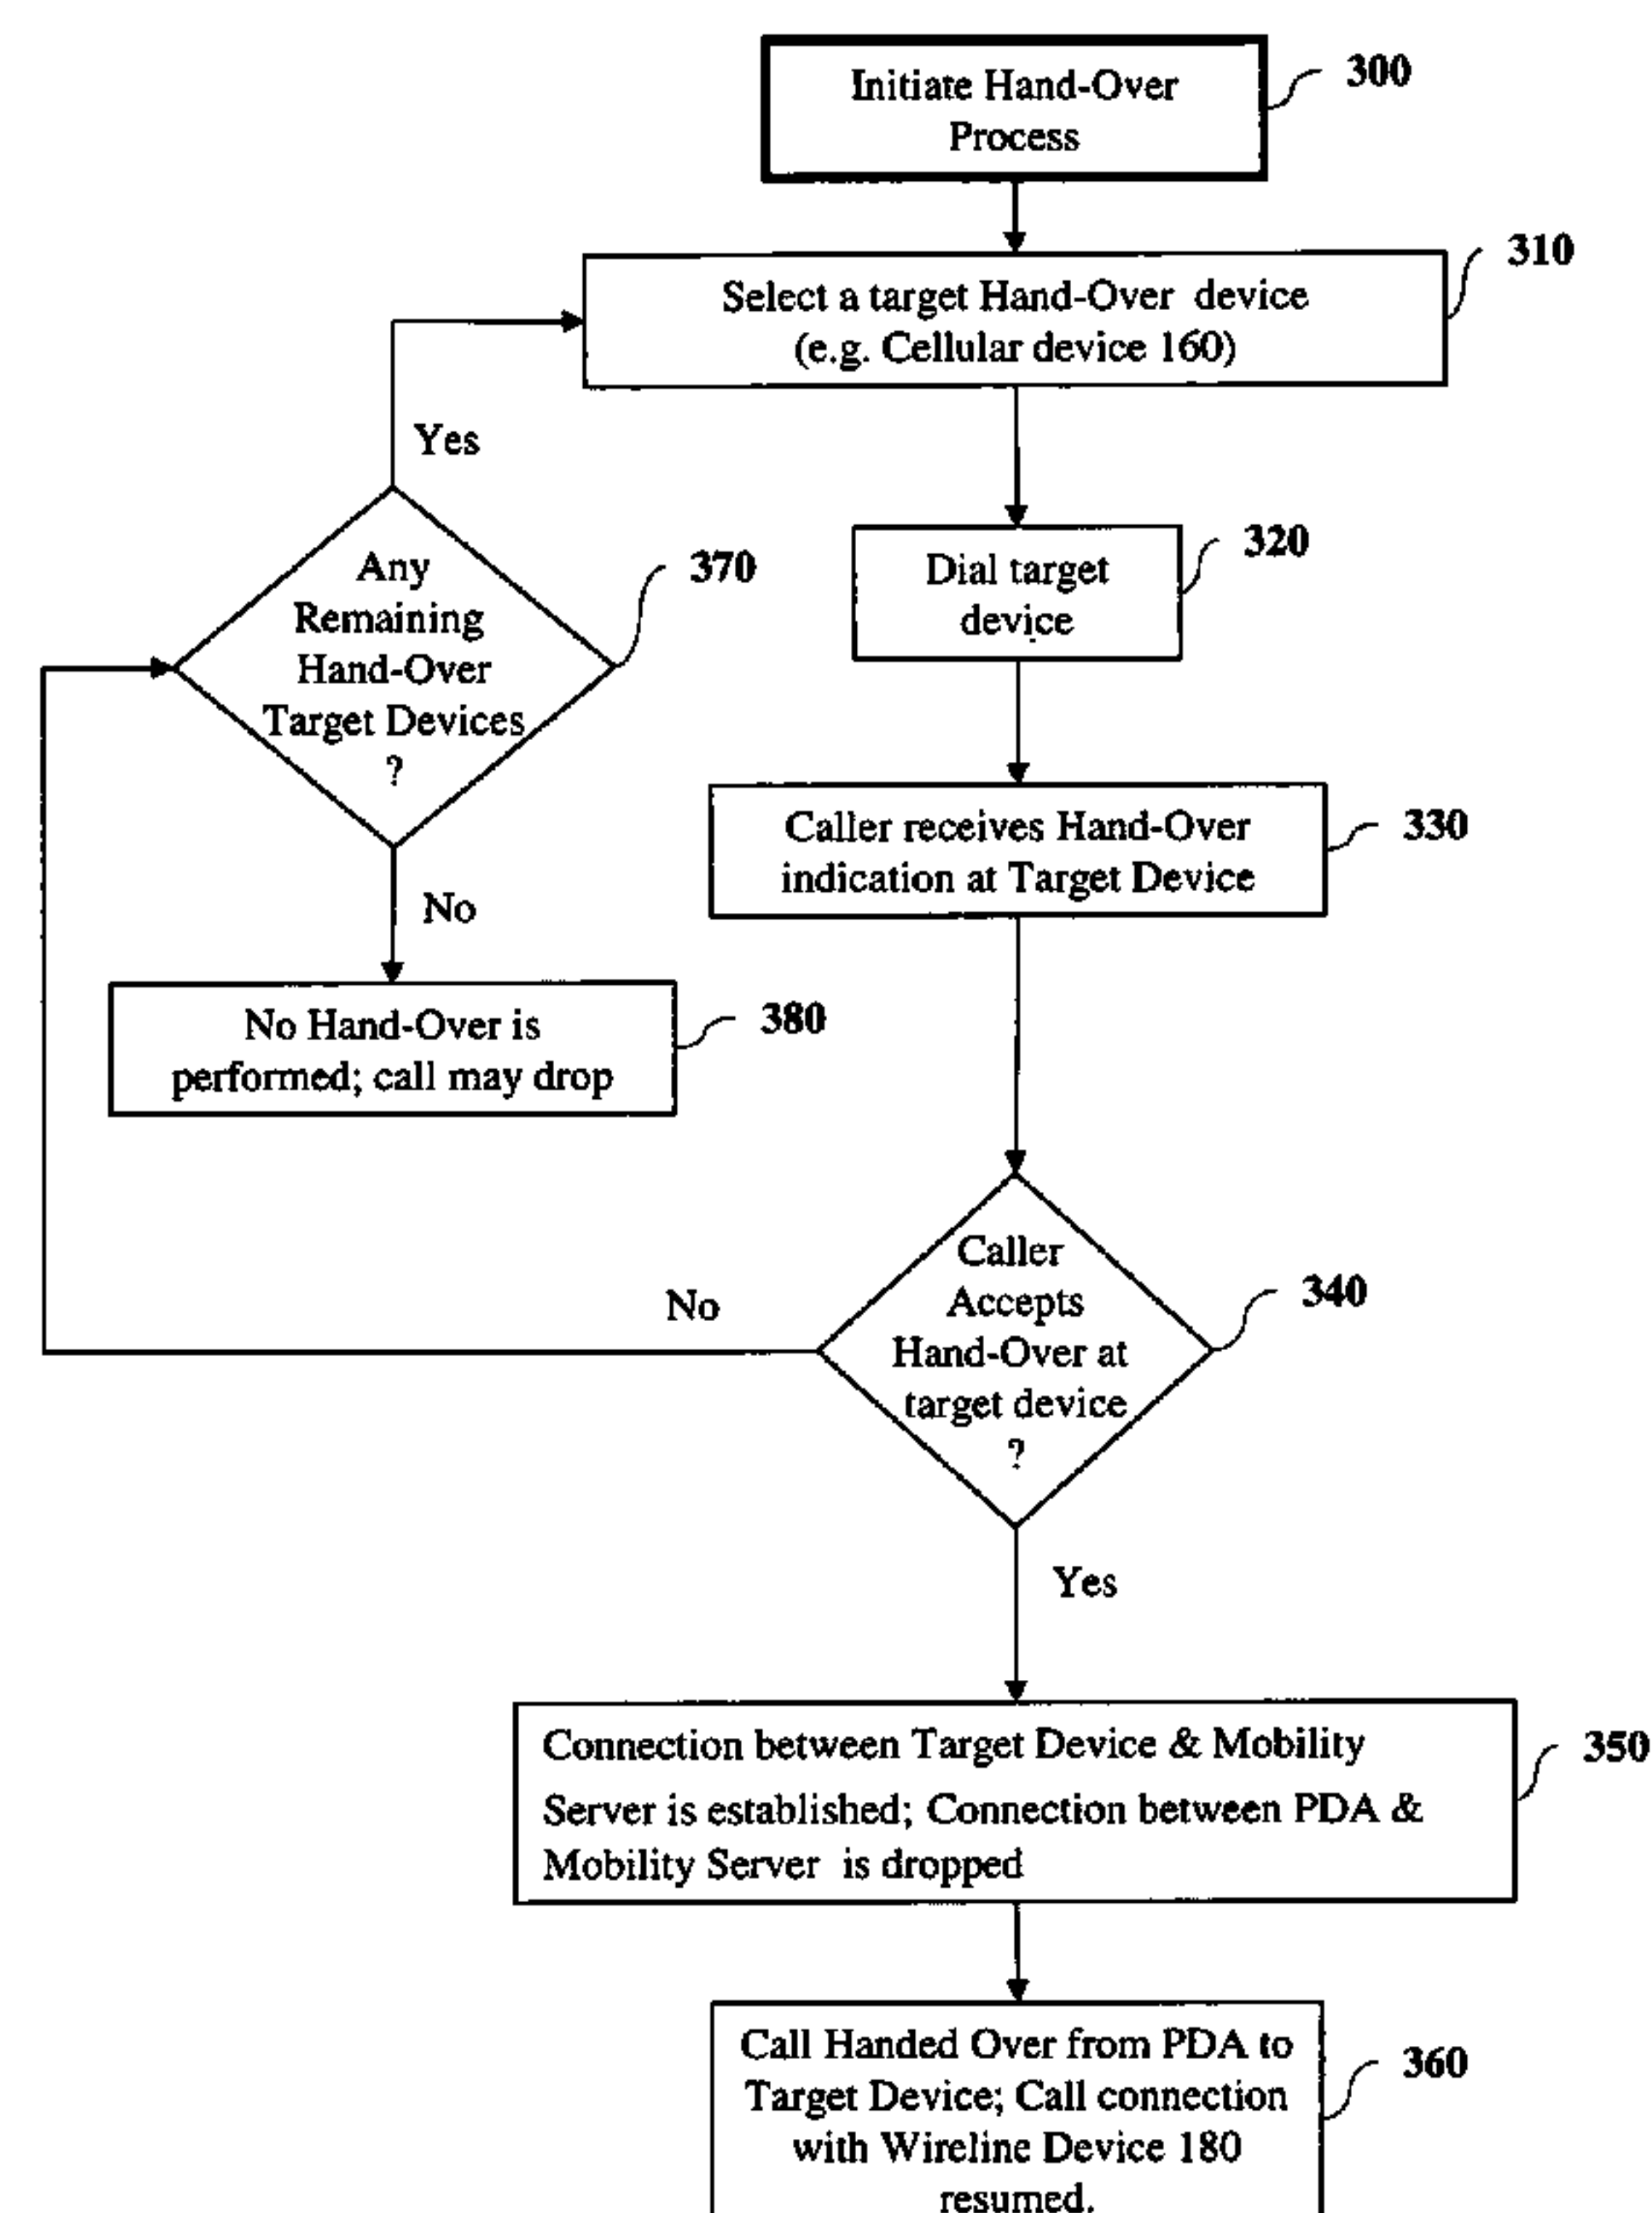 Initiate Hand-Over
Process
300
Select a target Hand-Over device
(e.g. Cellular device 160)
310
Yes
Dial target
device
320
Any
Remaining
Hand-Over
Target Devices
?
370
Caller receives Hand-Over
indication at Target Device
330
No
No Hand-Over is
performed; call may drop
380
Caller
Accepts
Hand-Over at
target device
?
340
No
Yes
Connection between Target Device & Mobility
Server is established; Connection between PDA &
Mobility Server is dropped
350
Call Handed Over from PDA to
Target Device; Call connection
with Wireline Device 180
resumed.
360